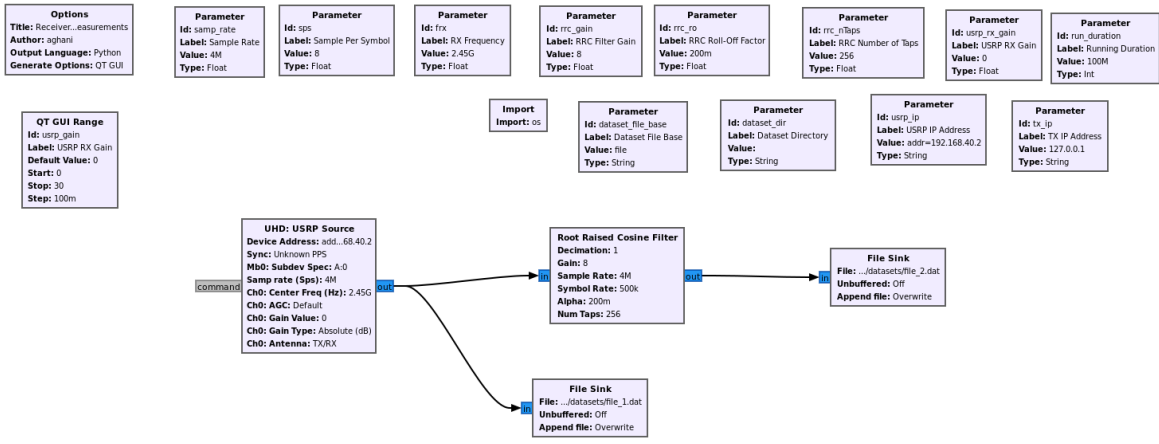 Options
Title: Receiver...easurements
Author: aghani
Output Language: Python
Generate Options: QT GUI
Parameter
Id: samp_rate
Label: Sample Rate
Value: 4M
Type: Float
Parameter
Id: sps
Label: Sample Per Symbol
Value: 8
Type: Float
Parameter
Id: frx
Label: RX Frequency
Value: 2.45G
Type: Float
Parameter
Id: rrc_gain
Label: RRC Filter Gain
Value: 8
Type: Float
Parameter
Id: rrc_ro
Label: RRC Roll-Off Factor
Value: 200m
Type: Float
Parameter
Id: rrc_nTaps
Label: RRC Number of Taps
Value: 256
Type: Float
Parameter
Id: usrp_rx_gain
Label: USRP RX Gain
Value: 0
Type: Float
Parameter
Id: run_duration
Label: Running Duration
Value: 100M
Type: Int
QT GUI Range
Id: usrp_gain
Label: USRP RX Gain
Default Value: 0
Start: 0
Stop: 30
Step: 100m
Import
Import: os
Parameter
Id: dataset_file_base
Label: Dataset File Base
Value: file
Type: String
Parameter
Id: dataset_dir
Label: Dataset Directory
Value:
Type: String
Parameter
Id: usrp_ip
Label: USRP IP Address
Value: addr=192.168.40.2
Type: String
Parameter
Id: tx_ip
Label: TX IP Address
Value: 127.0.0.1
Type: String
command
UHD: USRP Source
Device Address: add...68.40.2
Sync: Unknown PPS
Mb0: Subdev Spec: A:0
Samp rate (Sps): 4M
Ch0: Center Freq (Hz): 2.45G
Ch0: AGC: Default
Ch0: Gain Value: 0
Ch0: Gain Type: Absolute (dB)
Ch0: Antenna: TX/RX
out
in
Root Raised Cosine Filter
Decimation: 1
Gain: 8
Sample Rate: 4M
Symbol Rate: 500k
Alpha: 200m
Num Taps: 256
out
in
File Sink
File: .../datasets/file_2.dat
Unbuffered: Off
Append file: Overwrite
in
File Sink
File: .../datasets/file_1.dat
Unbuffered: Off
Append file: Overwrite